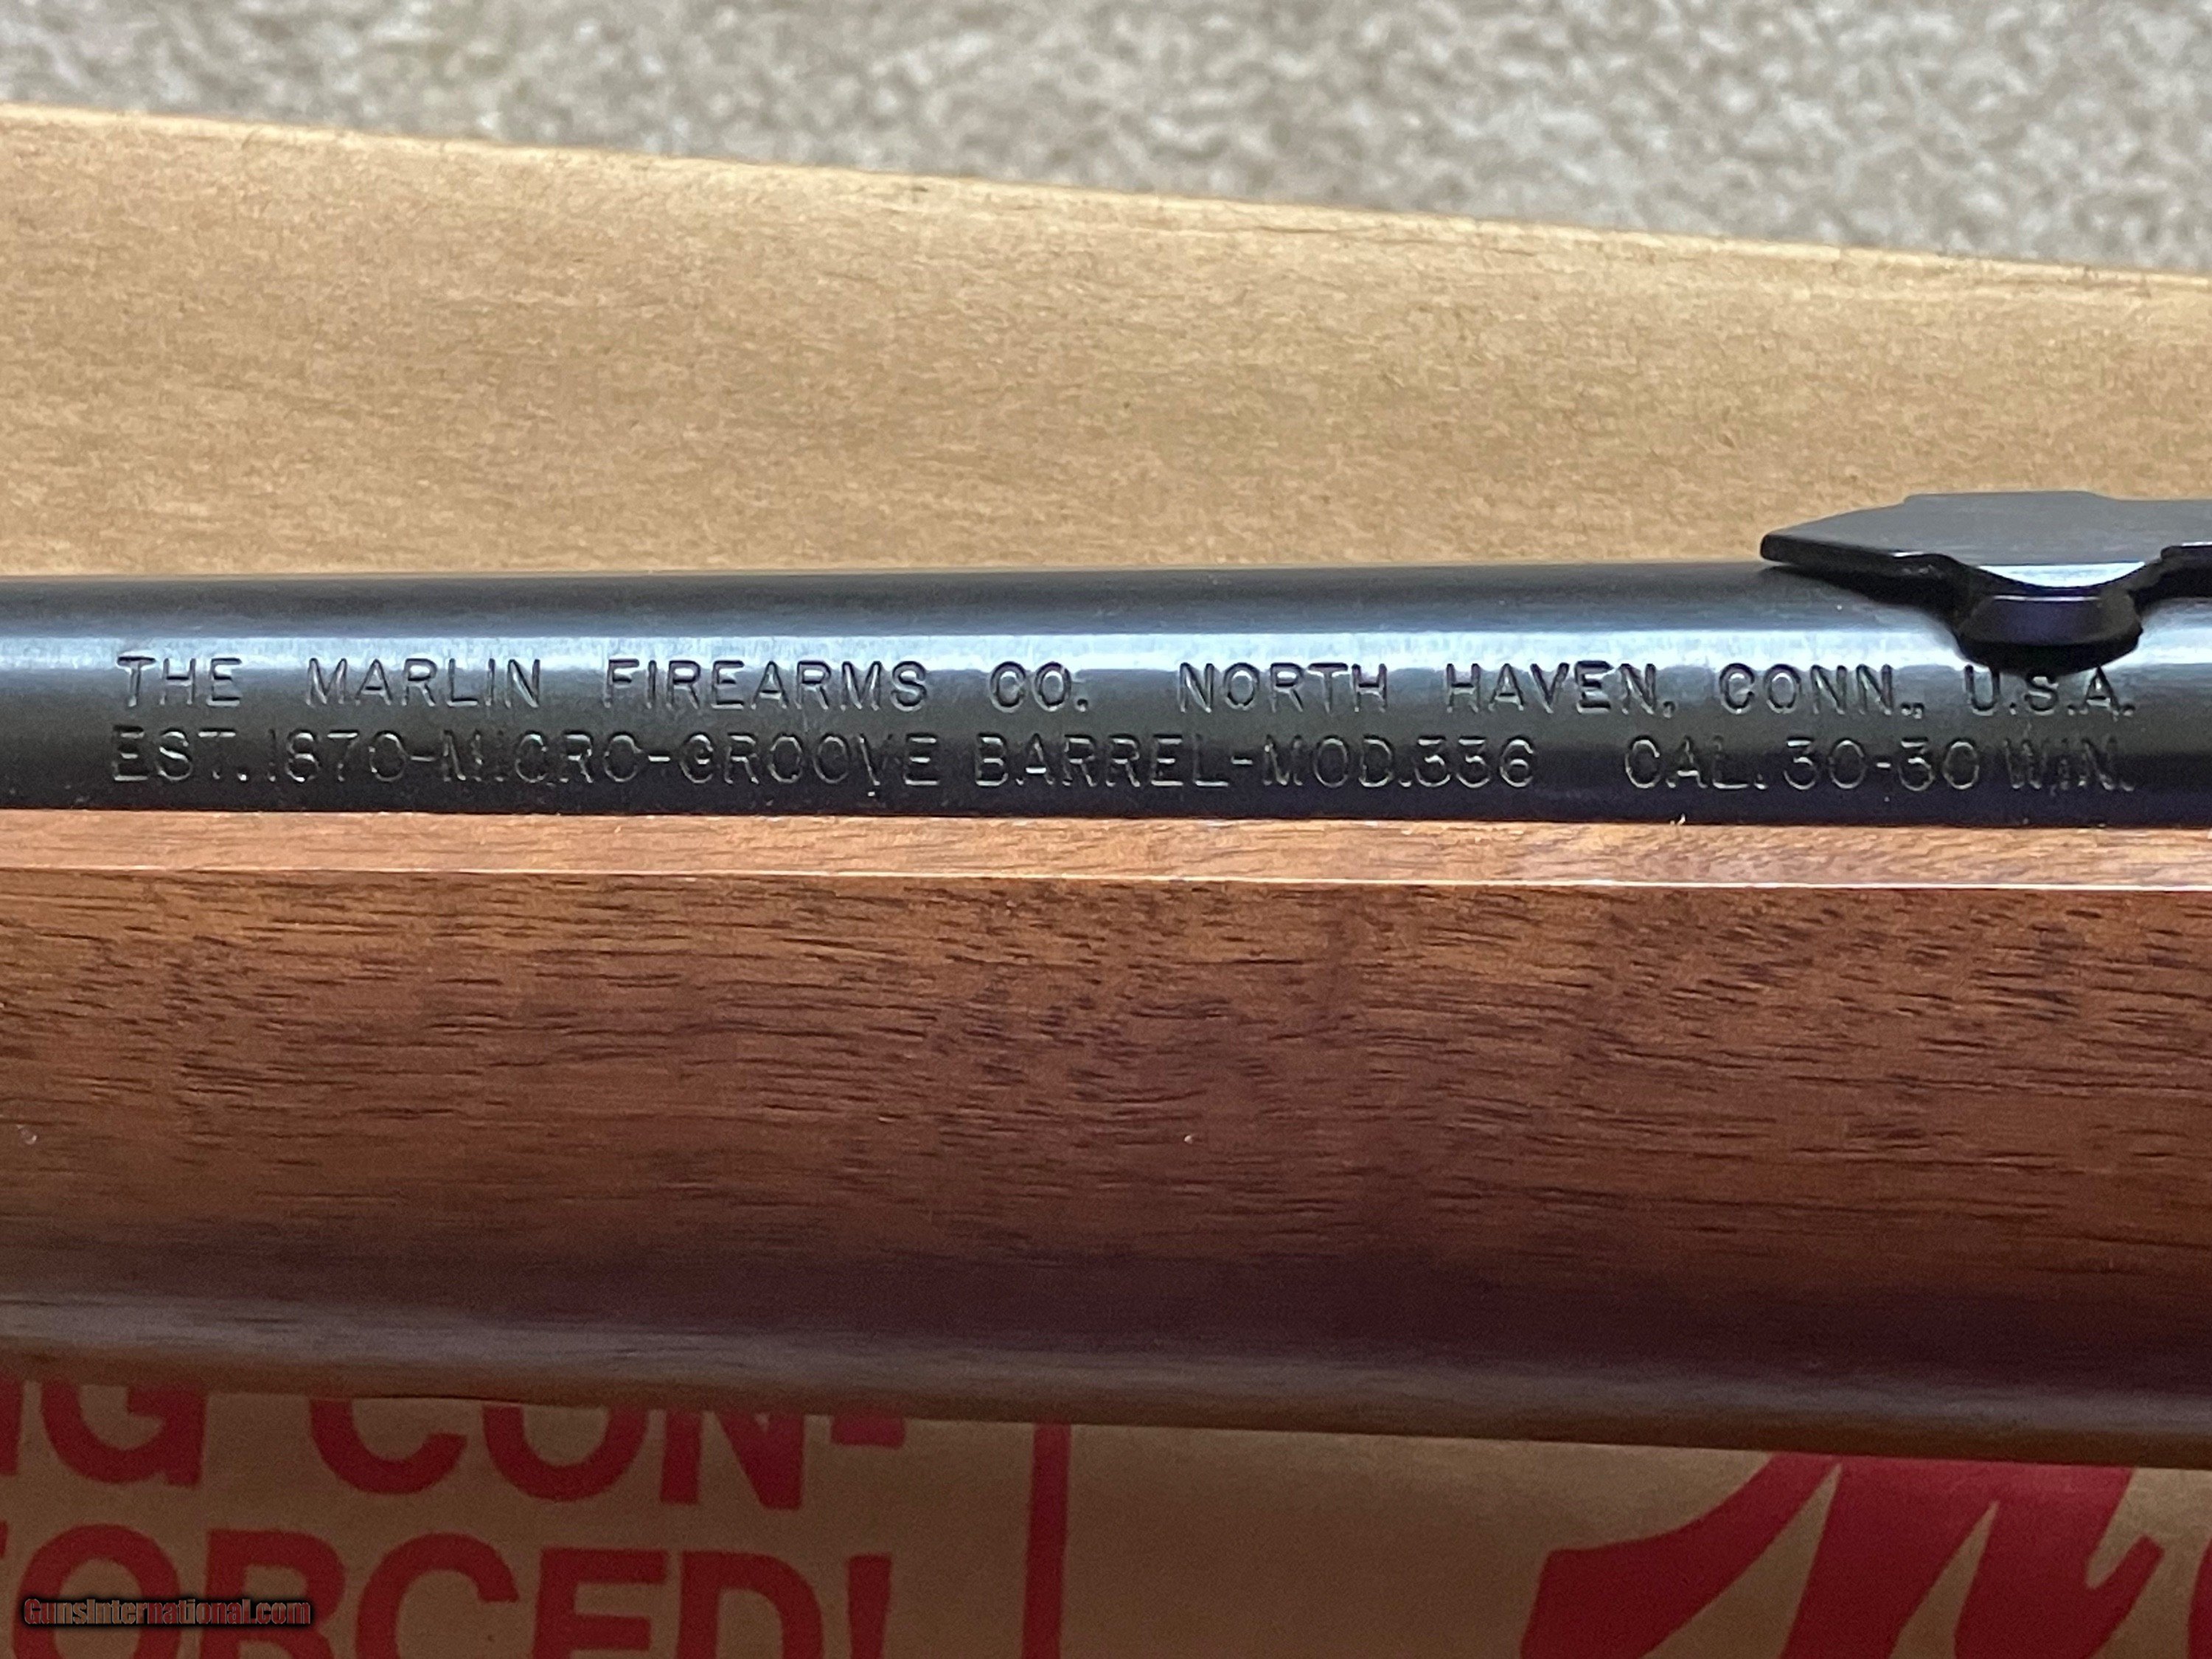 THE MARLIN FIREARMS CO. NORTH HAVEN, CONN., U.S.A.
EST. 1870-MICRO-GROOVE BARREL-MOD.336 CAL. 30-30 WIN.
CON-
GunsInternational.com